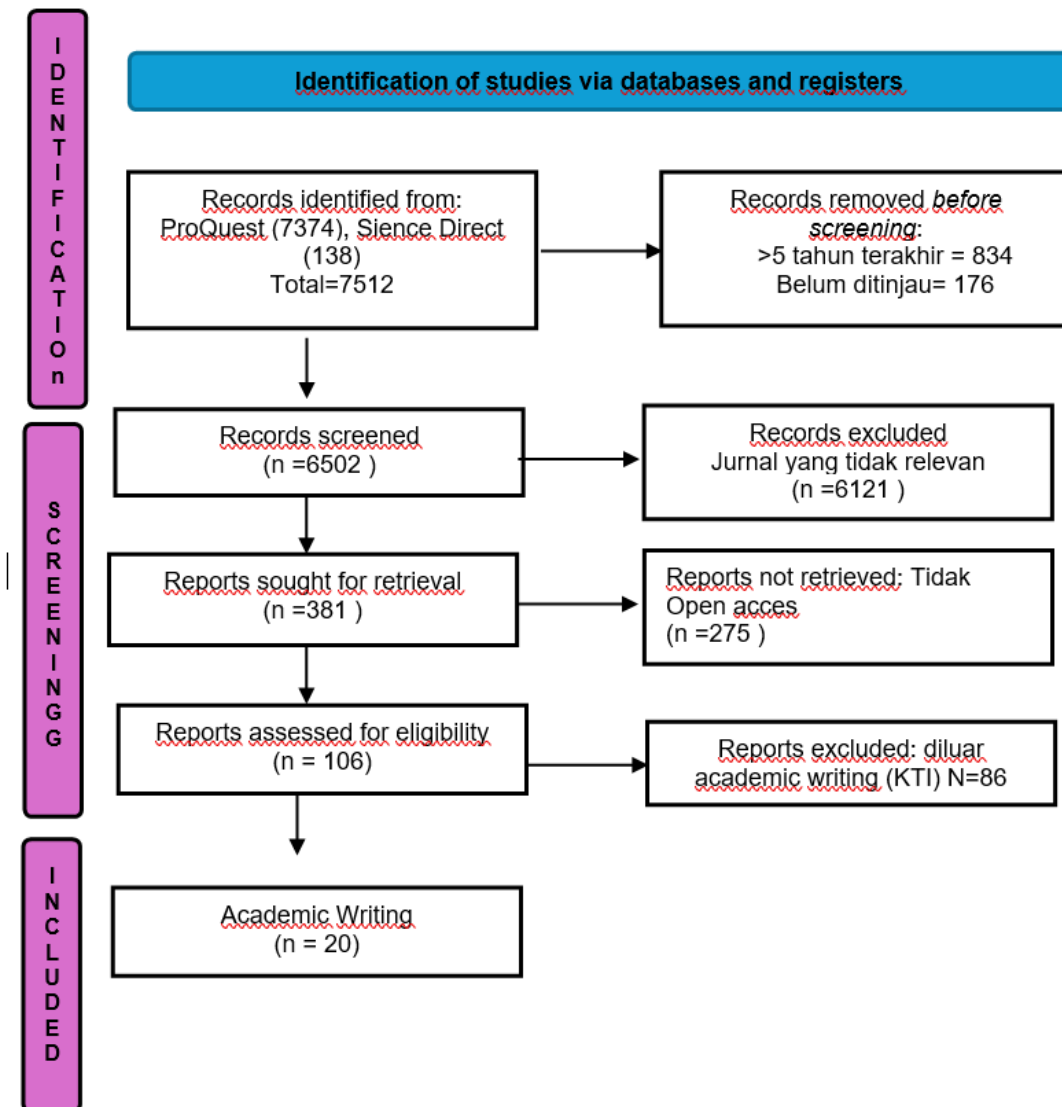 IDENTIFICATIOn
Identification of studies via databases and registers
Records identified from:
ProQuest (7374), Sience Direct
(138)
Total=7512
Records removed before
screening:
>5 tahun terakhir = 834
Belum ditinjau= 176
SCREENINGG
Records screened
(n =6502 )
Records excluded
Jurnal yang tidak relevan
(n =6121 )
Reports sought for retrieval
(n =381 )
Reports not retrieved: Tidak
Open acces
(n =275 )
Reports assessed for eligibility
(n = 106)
Reports excluded: diluar
academic writing (KTI) N=86
INCLUDED
Academic Writing
(n = 20)